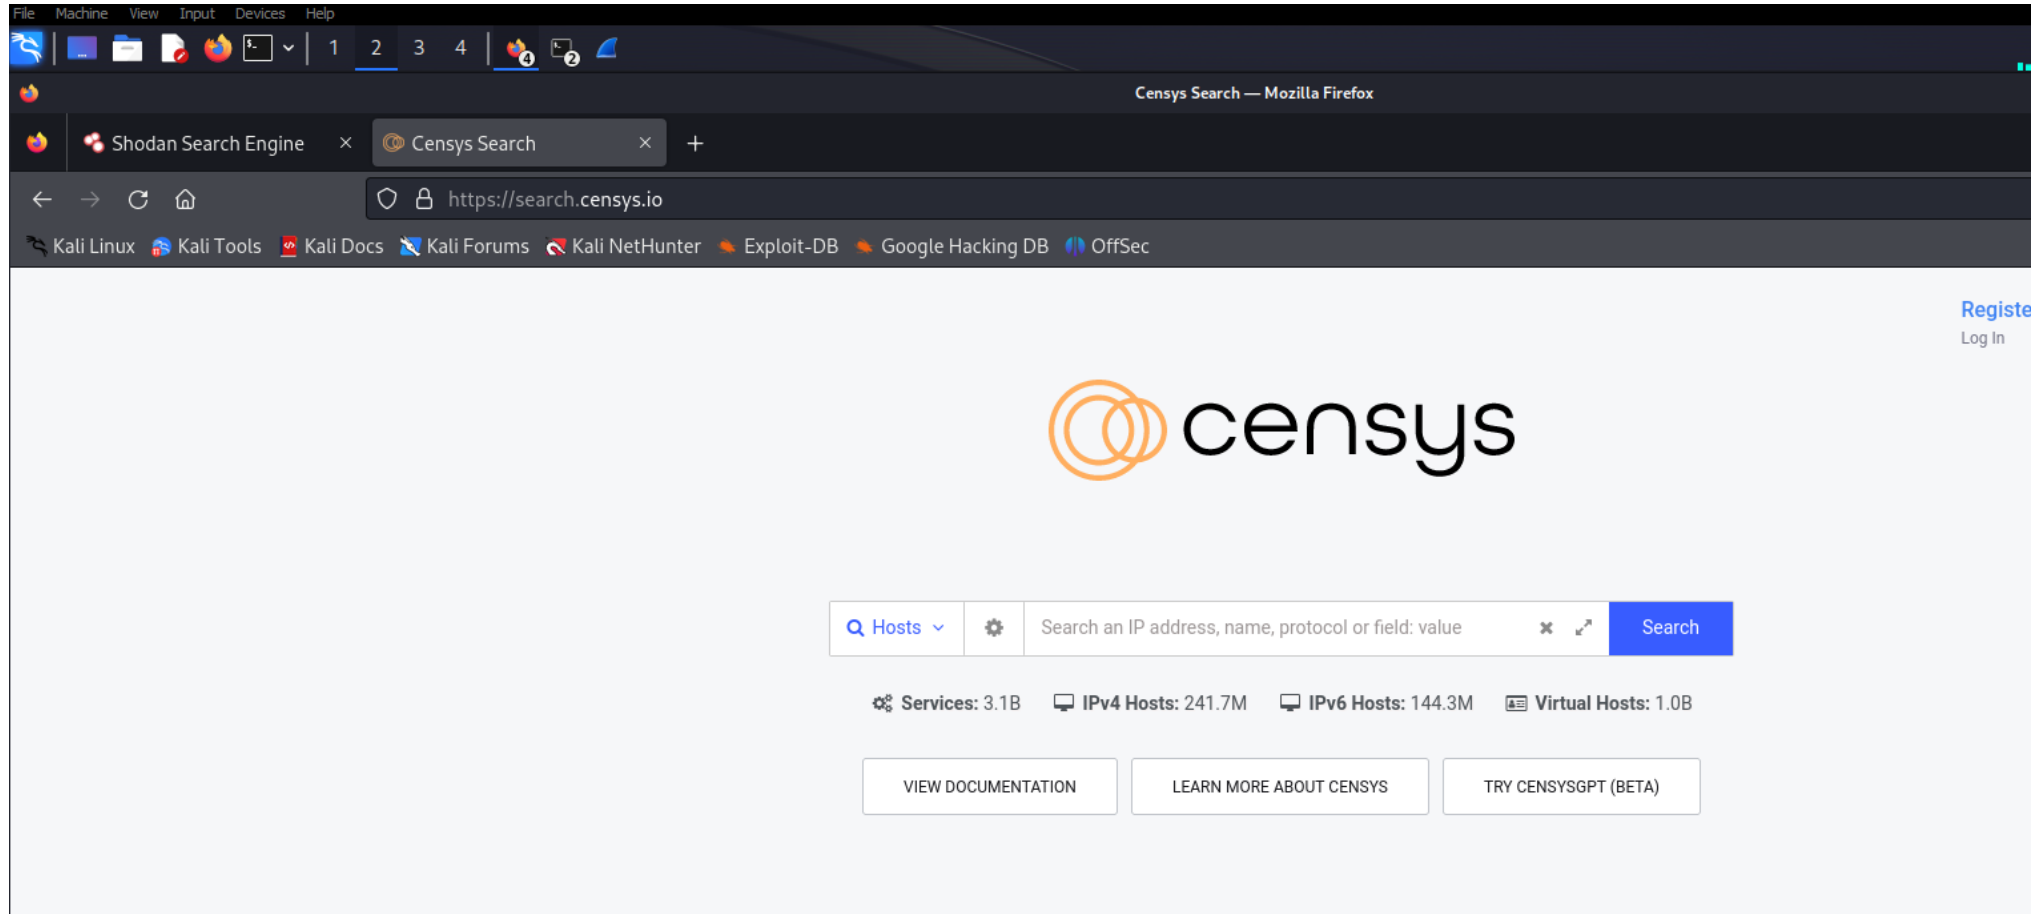 File Machine View Input Devices Help
1 2 3 4 4 2
Censys Search — Mozilla Firefox
Shodan Search Engine × Censys Search × +
https://search.censys.io
Kali Linux Kali Tools Kali Docs Kali Forums Kali NetHunter Exploit-DB Google Hacking DB OffSec
Registe
Log In
censys
Hosts Search an IP address, name, protocol or field: value Search
Services: 3.1B IPv4 Hosts: 241.7M IPv6 Hosts: 144.3M Virtual Hosts: 1.0B
VIEW DOCUMENTATION LEARN MORE ABOUT CENSYS TRY CENSYSGPT (BETA)